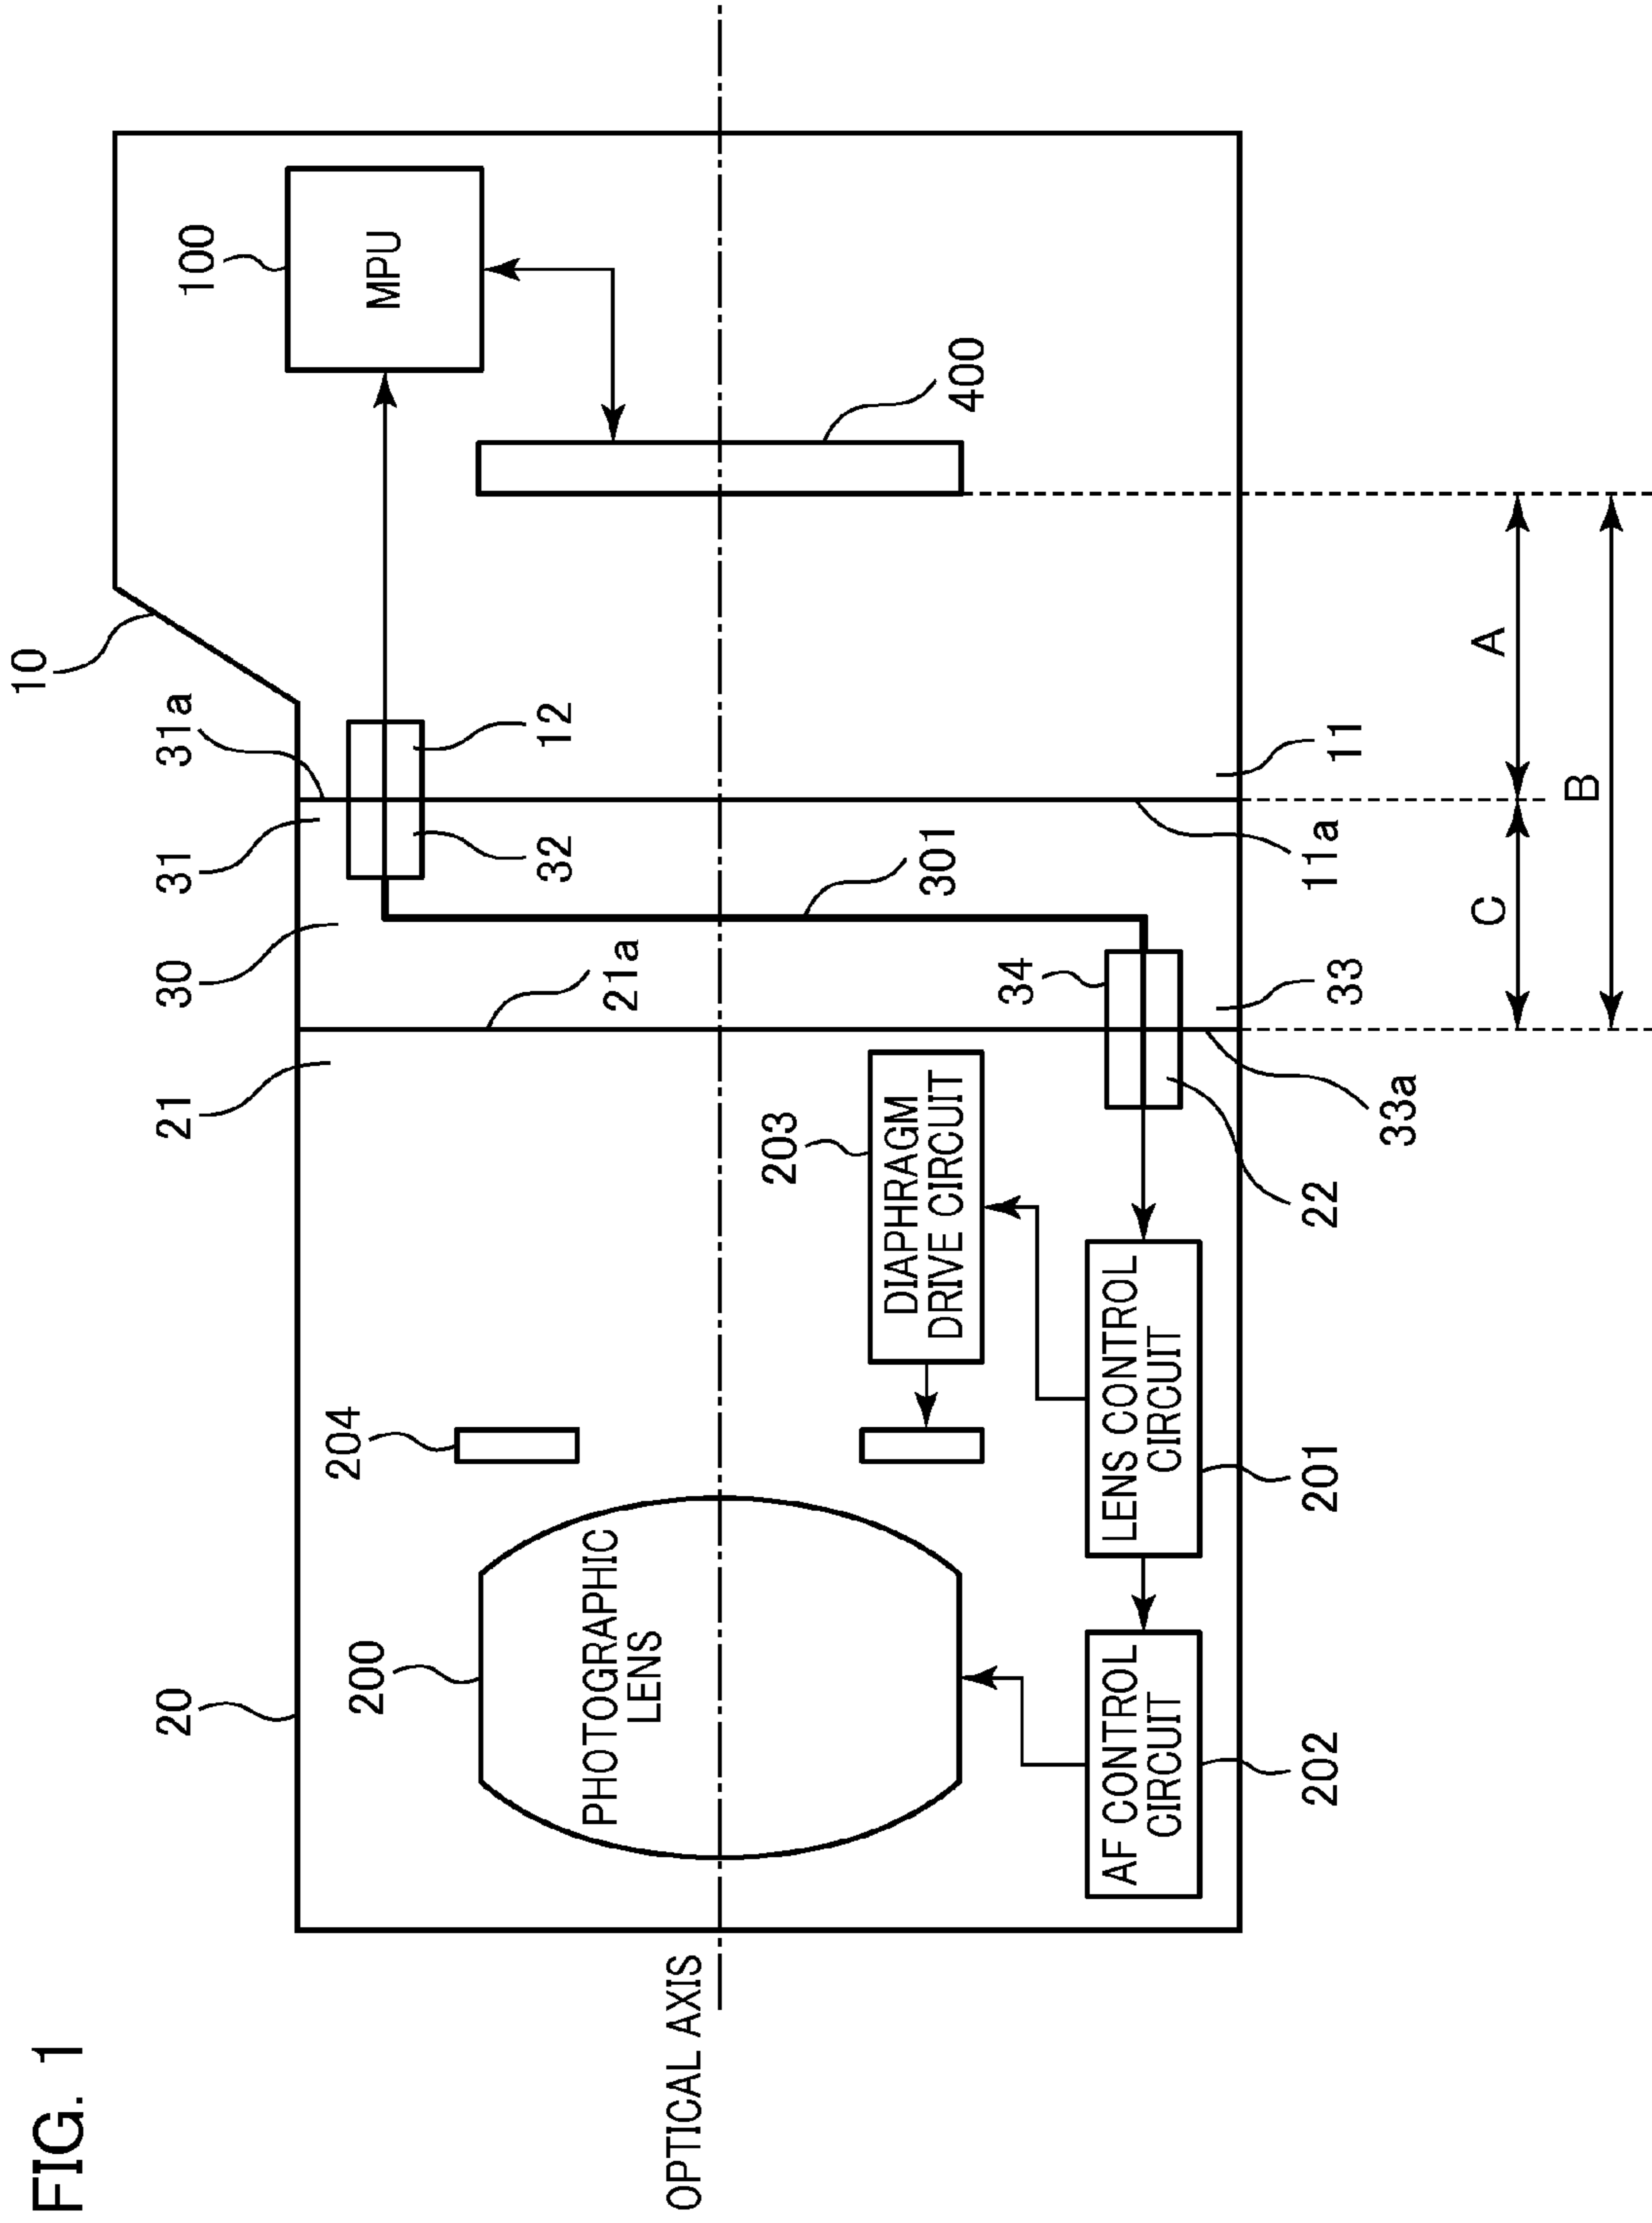 FIG. 1
10
100
MPU
400
31a
31
12
32
30
301
21a
21
34
33
11
11a
A
B
C
33a
22
203
DIAPHRAGM
DRIVE CIRCUIT
204
LENS CONTROL
CIRCUIT
201
20
200
PHOTOGRAPHIC
LENS
AF CONTROL
CIRCUIT
202
OPTICAL AXIS